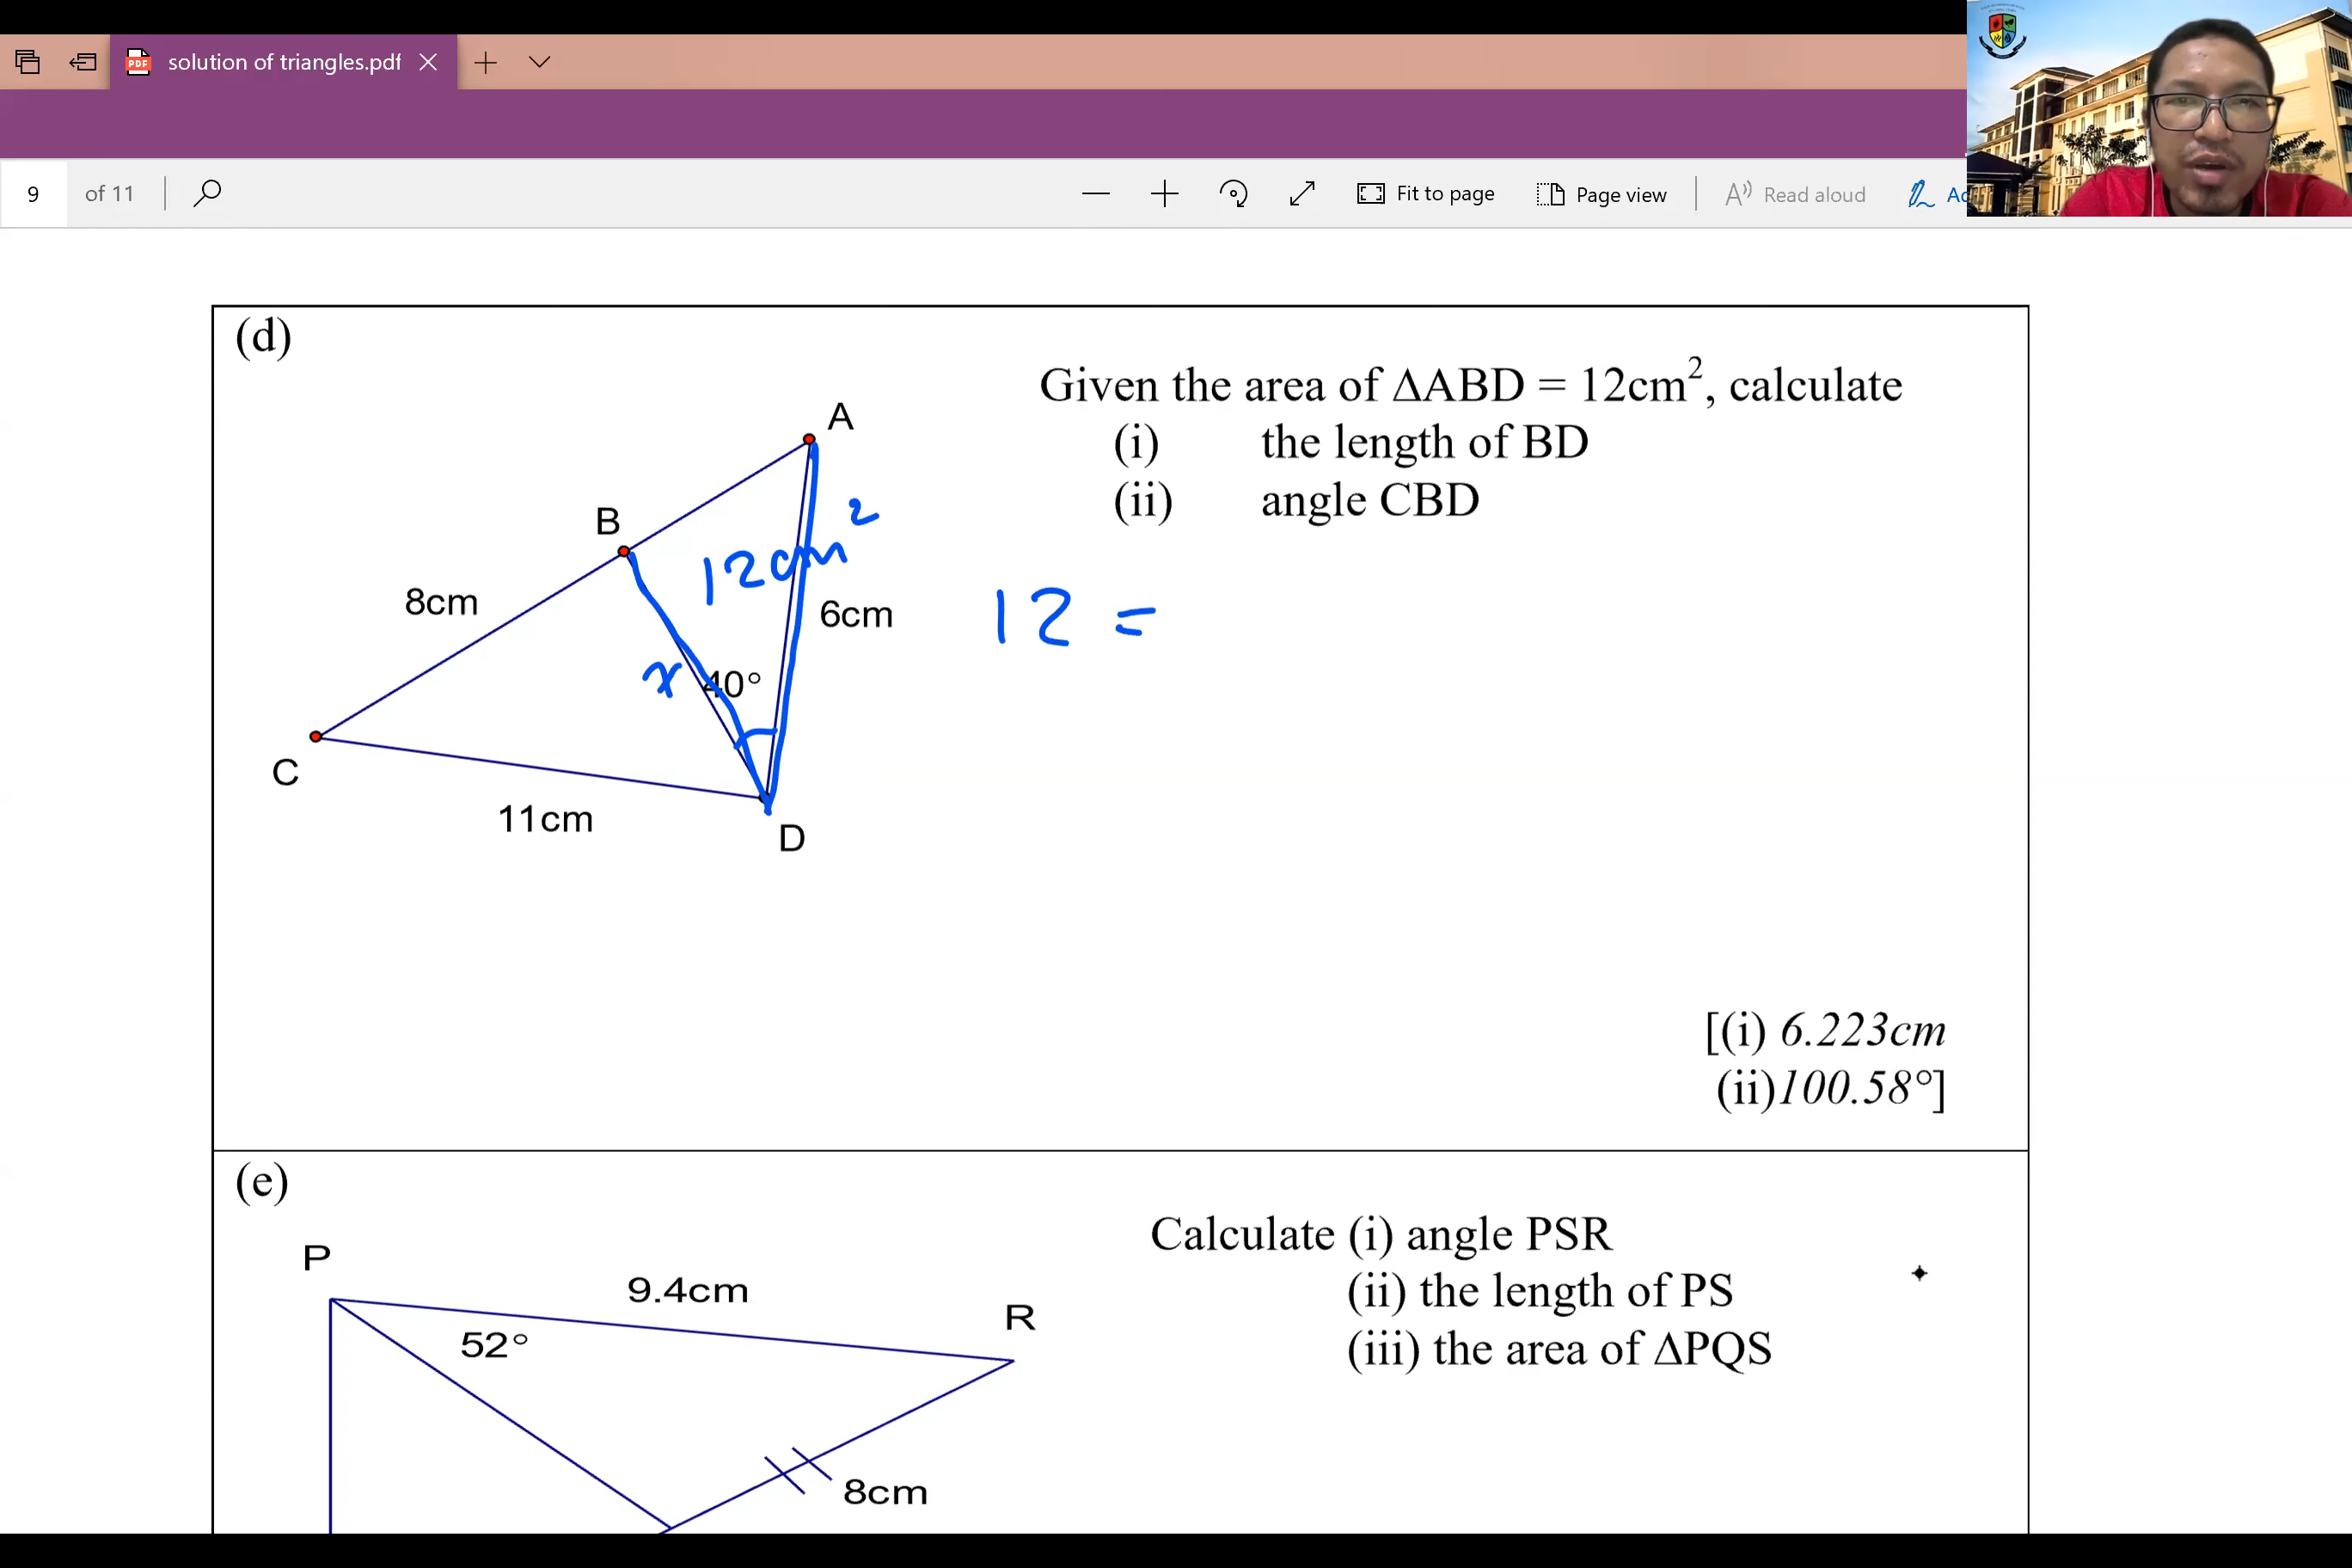 PDF solution of triangles.pdf
9 of 11
Fit to page
Page view
A Read aloud
(d)
Given the area of ΔABD = 12cm², calculate
(i) the length of BD
(ii) angle CBD
A
B
12cm²
8cm
6cm
12 =
x
40°
C
11cm
D
[(i) 6.223cm
(ii)100.58°]
(e)
Calculate (i) angle PSR
(ii) the length of PS
(iii) the area of ΔPQS
P
9.4cm
R
52°
8cm